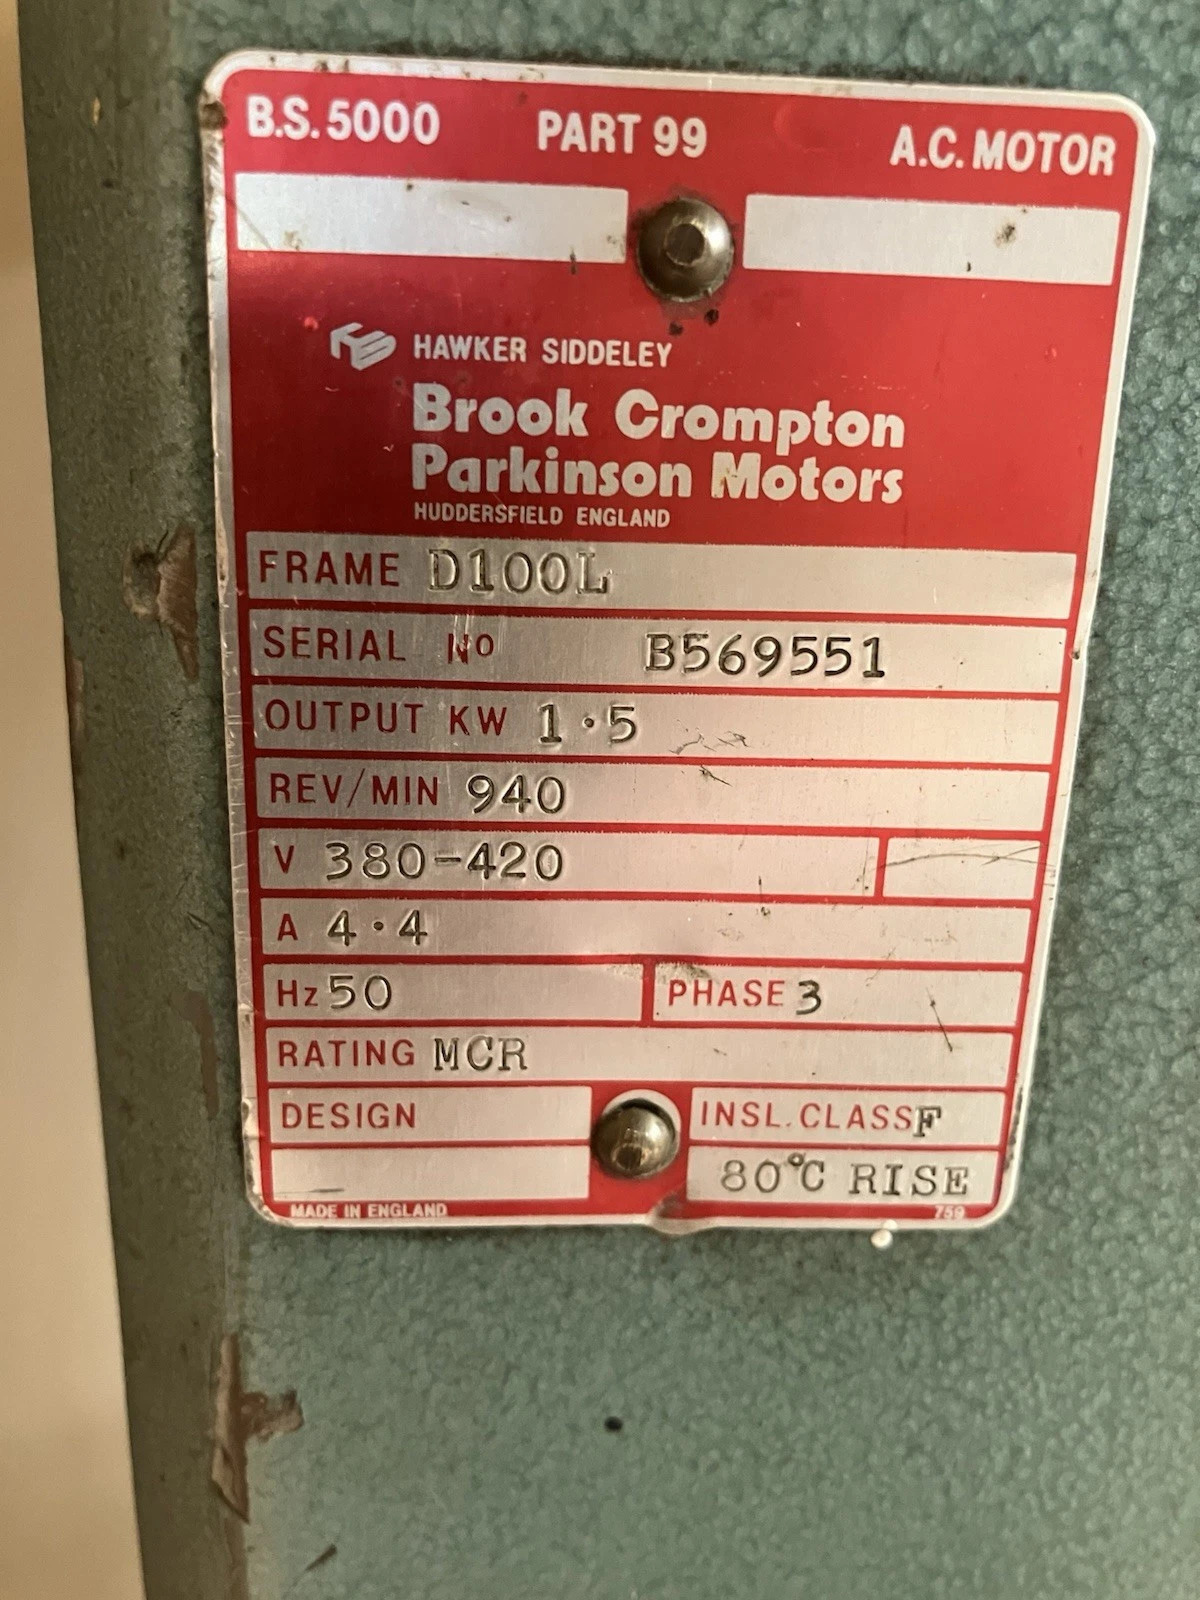 B.S. 5000 PART 99 A.C. MOTOR
HAWKER SIDDELEY
Brook Crompton
Parkinson Motors
HUDDERSFIELD ENGLAND
FRAME D100L
SERIAL Nº B569551
OUTPUT KW 1·5
REV/MIN 940
V 380-420
A 4·4
Hz 50 PHASE 3
RATING MCR
DESIGN INSL. CLASS F
80°C RISE
MADE IN ENGLAND 759